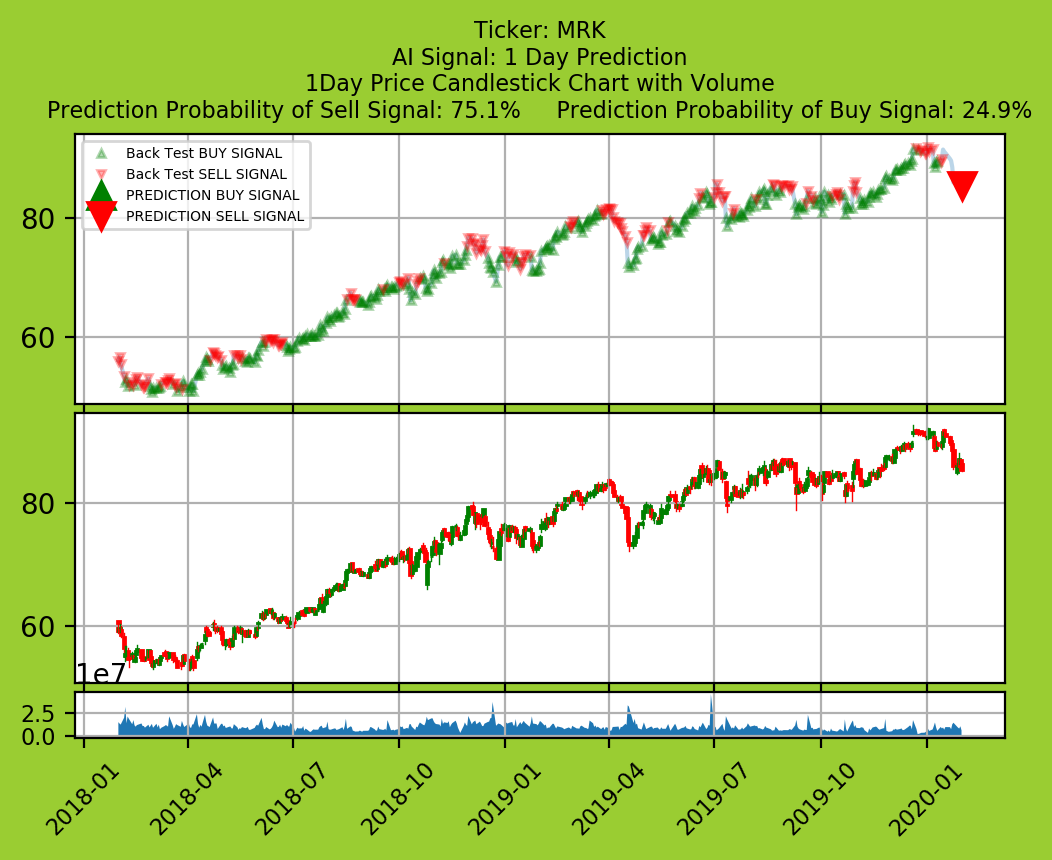 Ticker: MRK
AI Signal: 1 Day Prediction
1Day Price Candlestick Chart with Volume
Prediction Probability of Sell Signal: 75.1% Prediction Probability of Buy Signal: 24.9%
Back Test BUY SIGNAL
Back Test SELL SIGNAL
PREDICTION BUY SIGNAL
PREDICTION SELL SIGNAL
80
60
80
60
1e7
2.5
0.0
2018-01
2018-04
2018-07
2018-10
2019-01
2019-04
2019-07
2019-10
2020-01